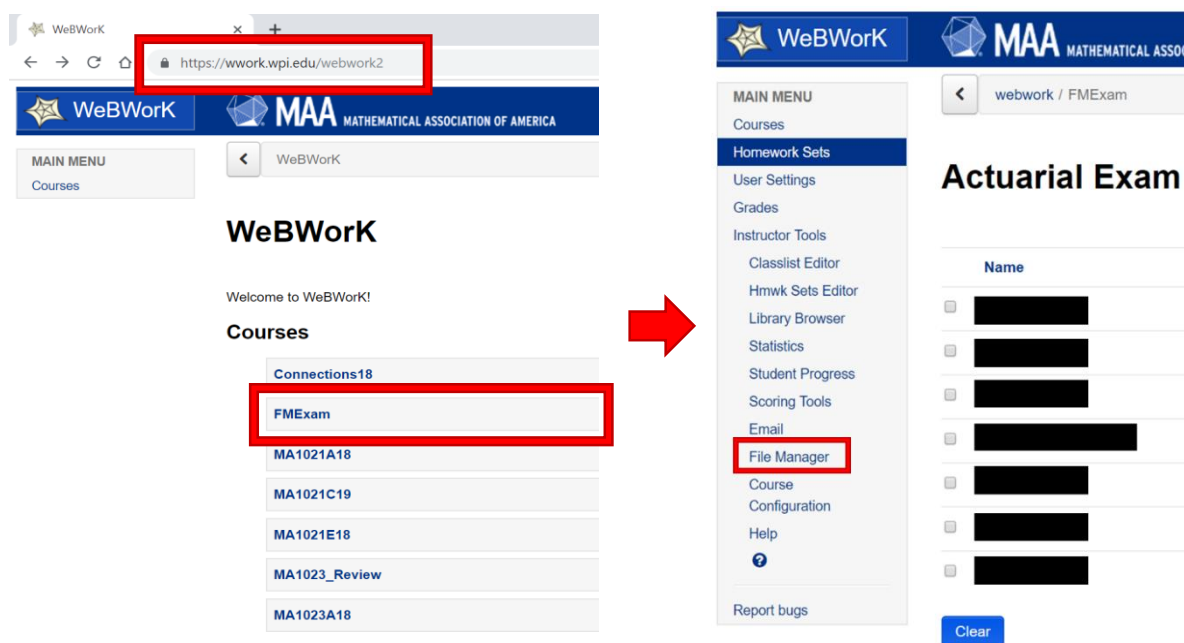 WeBWorK
https://wwork.wpi.edu/webwork2
WeBWorK
MAA MATHEMATICAL ASSOCIATION OF AMERICA
MAIN MENU
Courses
WeBWorK
WeBWorK
Welcome to WeBWorK!
Courses
Connections18
FMExam
MA1021A18
MA1021C19
MA1021E18
MA1023_Review
MA1023A18
WeBWorK
MAA MATHEMATICAL ASSOC
MAIN MENU
Courses
Homework Sets
User Settings
Grades
Instructor Tools
Classlist Editor
Hmwk Sets Editor
Library Browser
Statistics
Student Progress
Scoring Tools
Email
File Manager
Course
Configuration
Help
?
Report bugs
webwork / FMExam
Actuarial Exam
Name
Clear